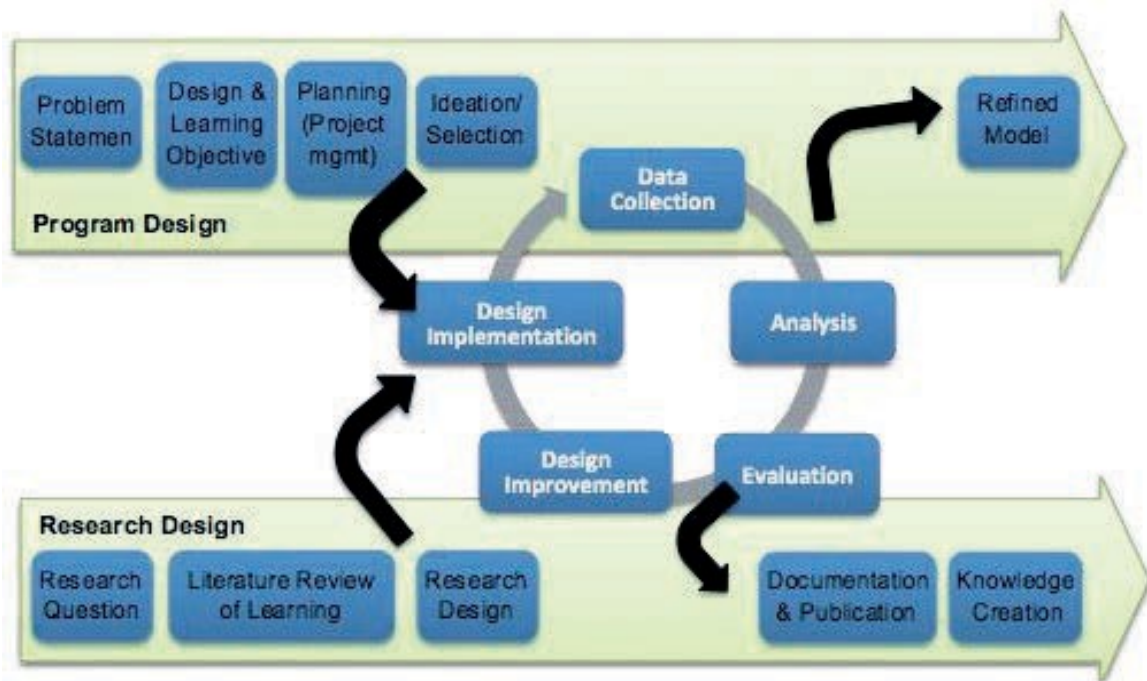 Problem
Statemen
Design &
Learning
Objective
Planning
(Project
mgmt)
Ideation/
Selection
Refined
Model
Program Design
Data
Collection
Design
Implementation
Analysis
Design
Improvement
Evaluation
Research Design
Research
Question
Literature Review
of Learning
Research
Design
Documentation
& Publication
Knowledge
Creation